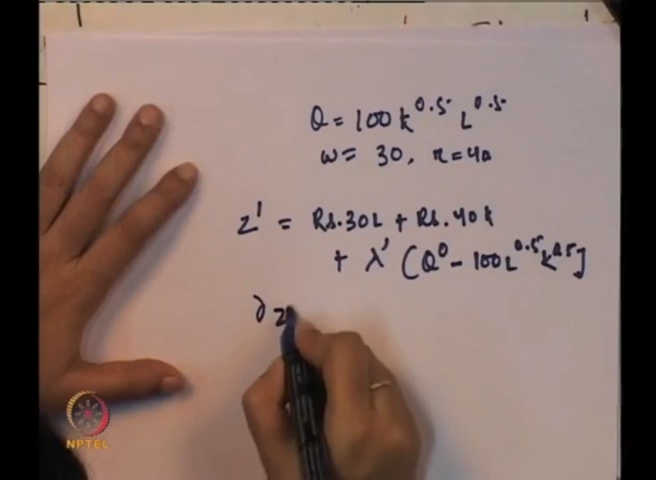 Q = 100 K^0.5 L^0.5
w = 30, r = 40
Z' = Rs. 30L + Rs. 40K
+ λ' (Q^0 - 100 L^0.5 K^0.5]
∂Z
NPTEL